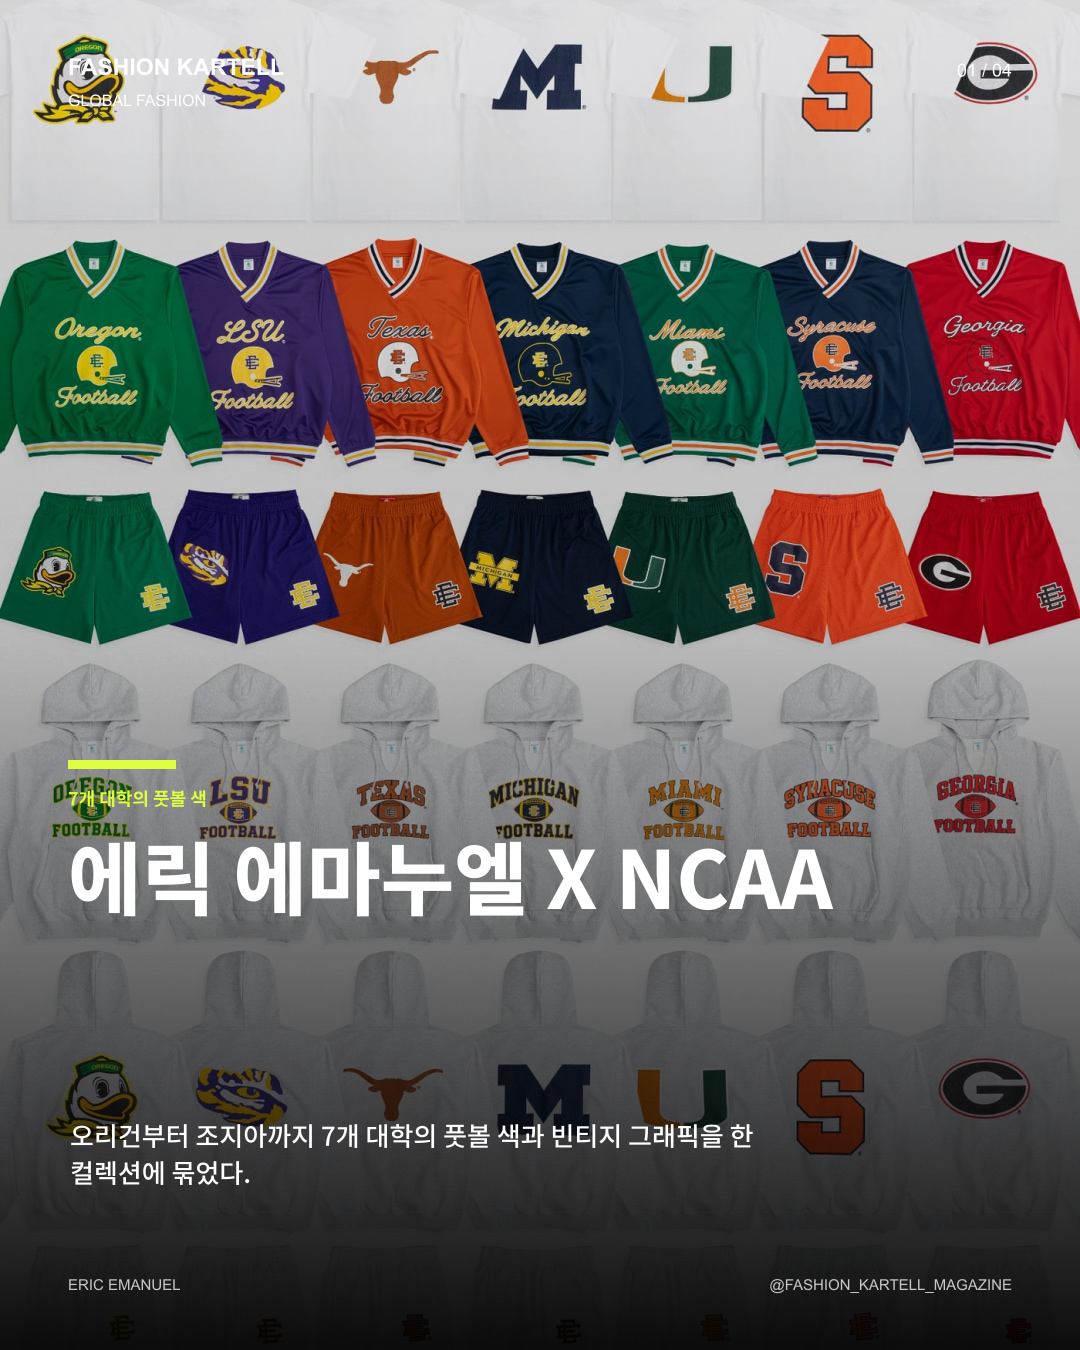 FASHION KARTELL
GLOBAL FASHION
01 / 04
OREGON
Oregon Football
LSU Football
Texas Football
Michigan Football
Miami Football
Syracuse Football
Georgia Football
MICHIGAN
7개 대학의 풋볼 색
OREGON FOOTBALL
LSU FOOTBALL
TEXAS FOOTBALL
MICHIGAN FOOTBALL
MIAMI FOOTBALL
SYRACUSE FOOTBALL
GEORGIA FOOTBALL
에릭 에마누엘 X NCAA
오리건부터 조지아까지 7개 대학의 풋볼 색과 빈티지 그래픽을 한
컬렉션에 묶었다.
ERIC EMANUEL
@FASHION_KARTELL_MAGAZINE